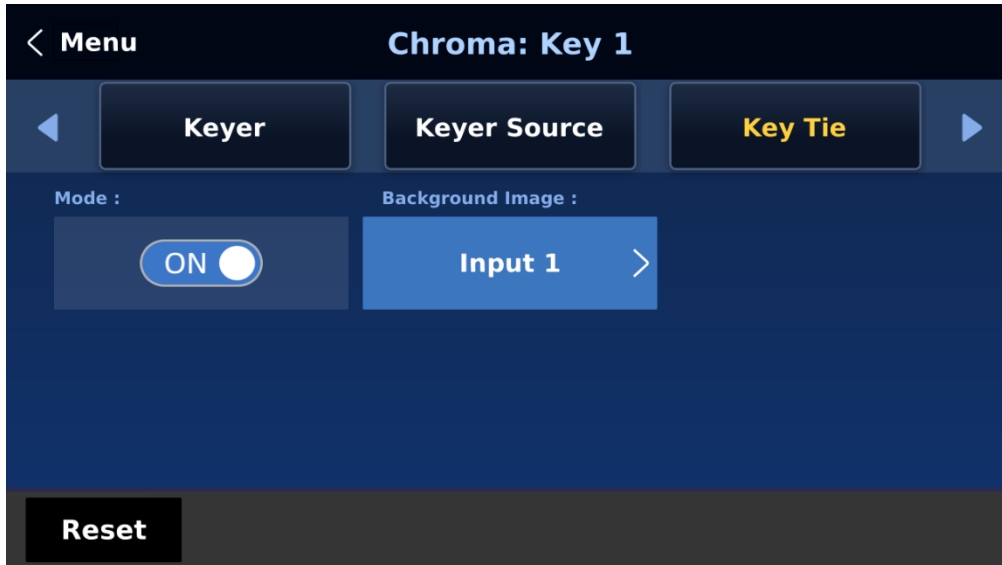 Menu
Chroma: Key 1
Keyer
Keyer Source
Key Tie
Mode :
Background Image :
ON
Input 1
Reset